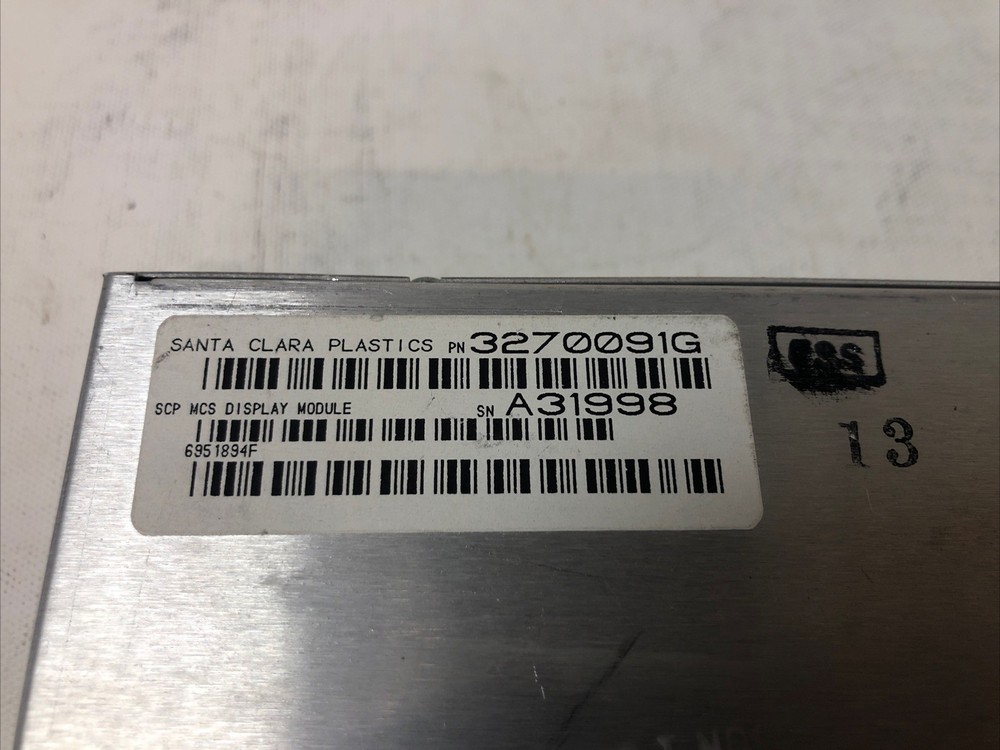 SANTA CLARA PLASTICS PN 3270091G
SCP MCS DISPLAY MODULE SN A31998
6951894F
13